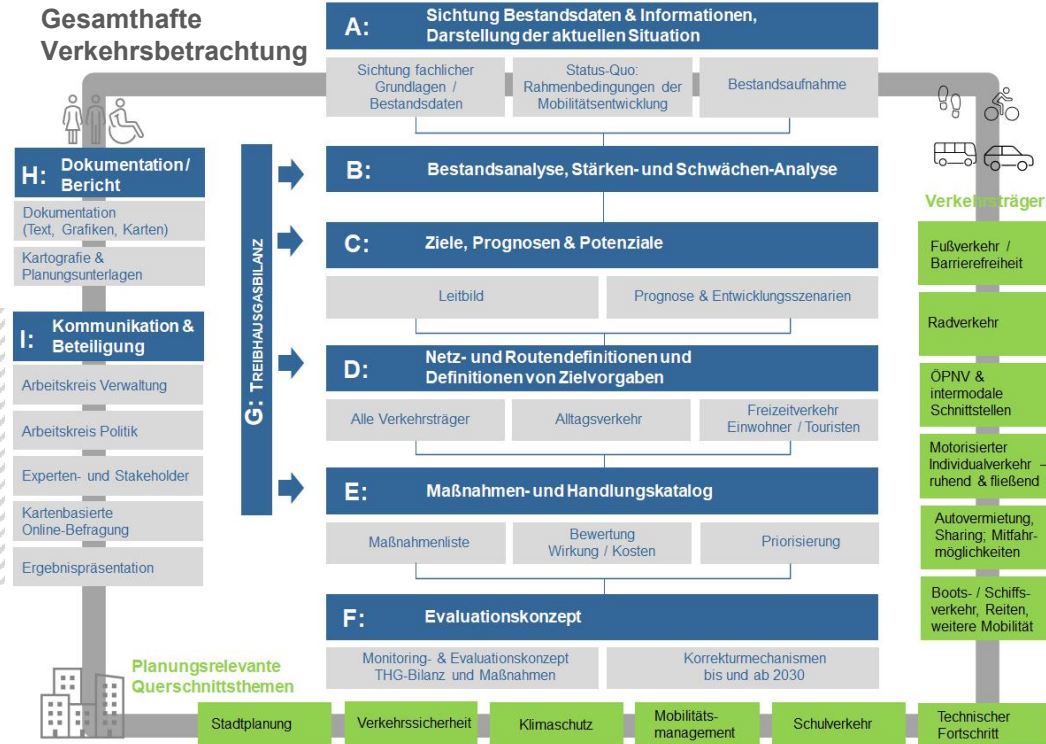 Gesamthafte
Verkehrsbetrachtung
A:
Sichtung Bestandsdaten & Informationen,
Darstellung der aktuellen Situation
Sichtung fachlicher
Grundlagen /
Bestandsdaten
Status-Quo:
Rahmenbedingungen der
Mobilitätsentwicklung
Bestandsaufnahme
B:
Bestandsanalyse, Stärken- und Schwächen-Analyse
C:
Ziele, Prognosen & Potenziale
Leitbild
Prognose & Entwicklungsszenarien
D:
Netz- und Routendefinitionen und
Definitionen von Zielvorgaben
Alle Verkehrsträger
Alltagsverkehr
Freizeitverkehr
Einwohner / Touristen
E:
Maßnahmen- und Handlungskatalog
Maßnahmenliste
Bewertung
Wirkung / Kosten
Priorisierung
F:
Evaluationskonzept
Monitoring- & Evaluationskonzept
THG-Bilanz und Maßnahmen
Korrekturmechanismen
bis und ab 2030
G: TREIBHAUSGASBILANZ
H:
Dokumentation /
Bericht
Dokumentation
(Text, Grafiken, Karten)
Kartografie &
Planungsunterlagen
I:
Kommunikation &
Beteiligung
Arbeitskreis Verwaltung
Arbeitskreis Politik
Experten- und Stakeholder
Kartenbasierte
Online-Befragung
Ergebnispräsentation
Verkehrsträger
Fußverkehr /
Barrierefreiheit
Radverkehr
ÖPNV &
intermodale
Schnittstellen
Motorisierter
Individualverkehr –
ruhend & fließend
Autovermietung,
Sharing; Mitfahr-
möglichkeiten
Boots- / Schiffs-
verkehr, Reiten,
weitere Mobilität
Planungsrelevante
Querschnittsthemen
Stadtplanung
Verkehrssicherheit
Klimaschutz
Mobilitäts-
management
Schulverkehr
Technischer
Fortschritt